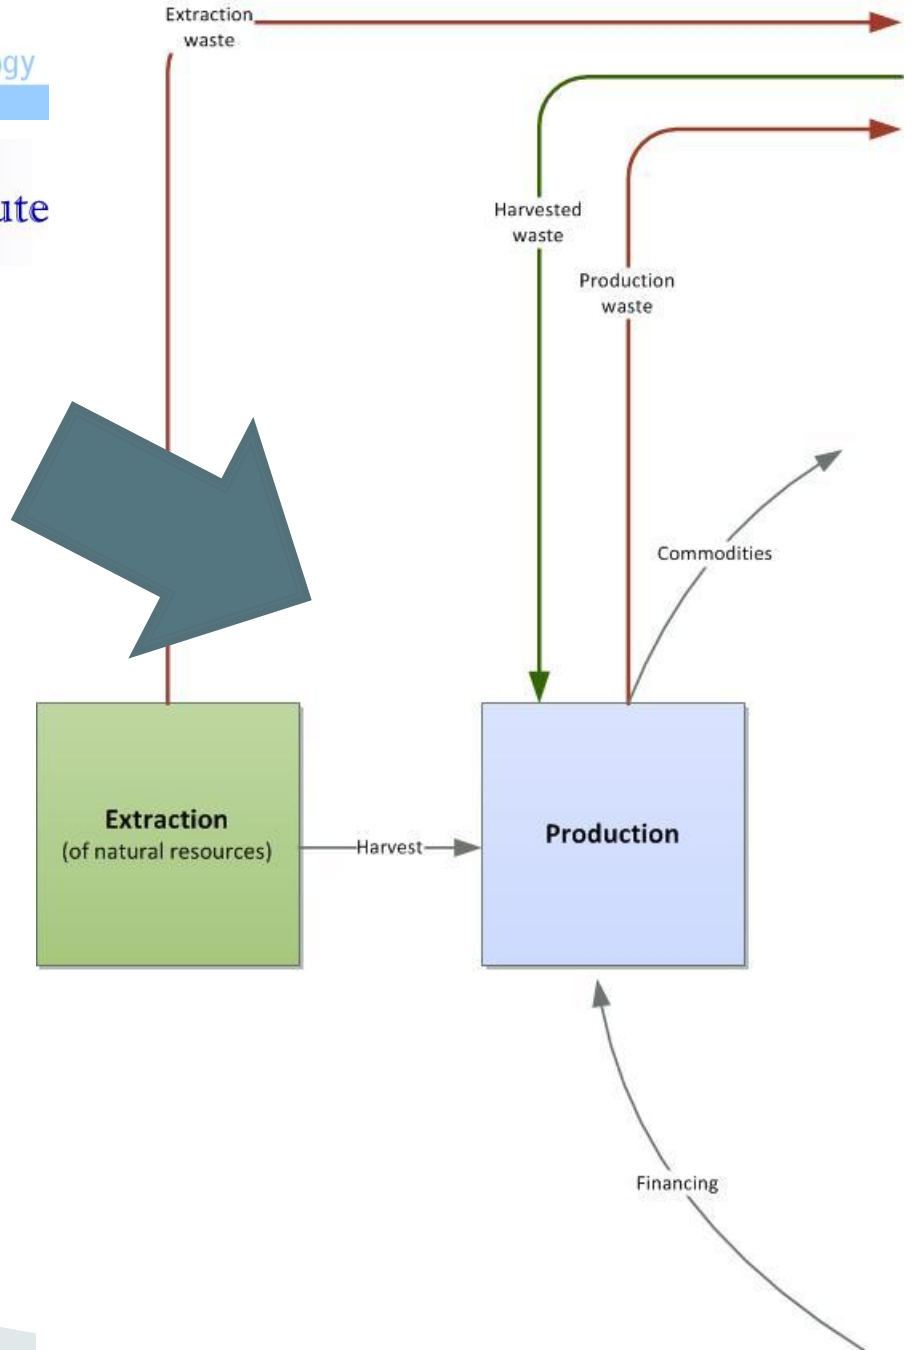 Extraction
waste
Harvested
waste
Production
waste
Commodities
Extraction
(of natural resources)
Harvest
Production
Financing